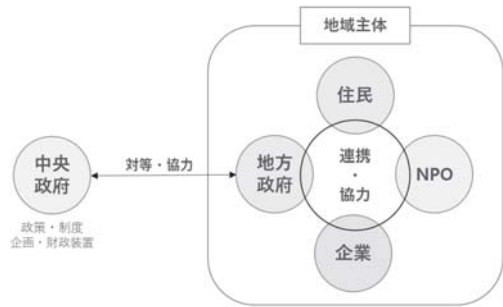 地域主体
住民
中央
政府
対等・協力
地方
政府
連携
・
協力
NPO
企業
政策・制度
企画・財政装置